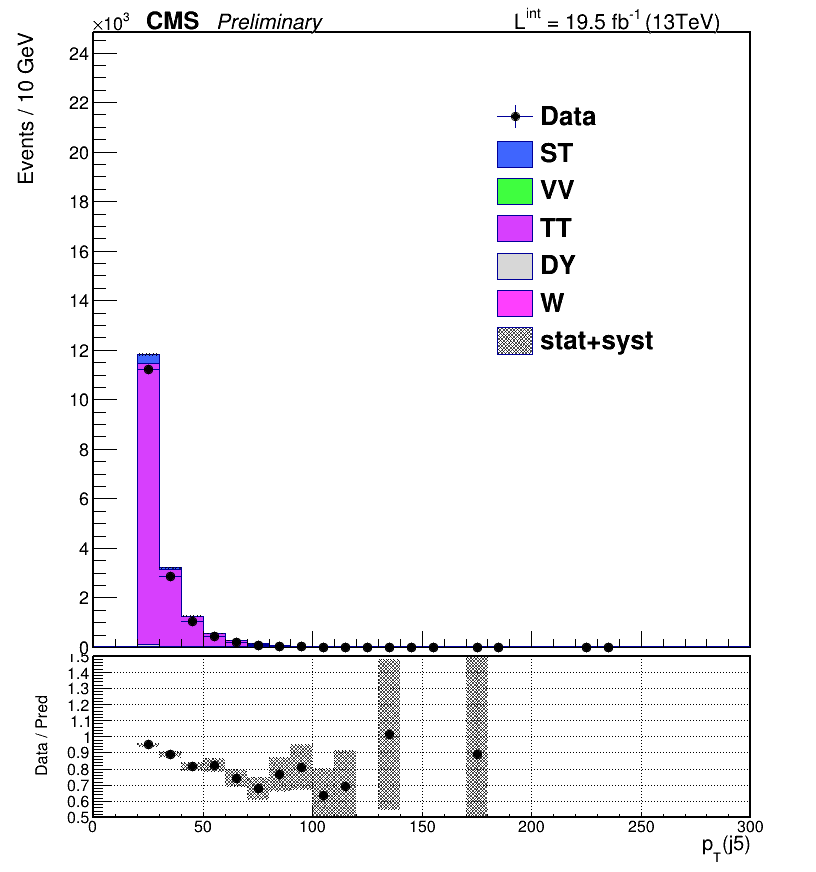 ×10³ CMS Preliminary L^int = 19.5 fb⁻¹ (13TeV)
Events / 10 GeV
24
22
20
18
16
14
12
10
8
6
4
2
0
Data
ST
VV
TT
DY
W
stat+syst
Data / Pred
1.5
1.4
1.3
1.2
1.1
1
0.9
0.8
0.7
0.6
0.5
0 50 100 150 200 250 300
p_T(j5)